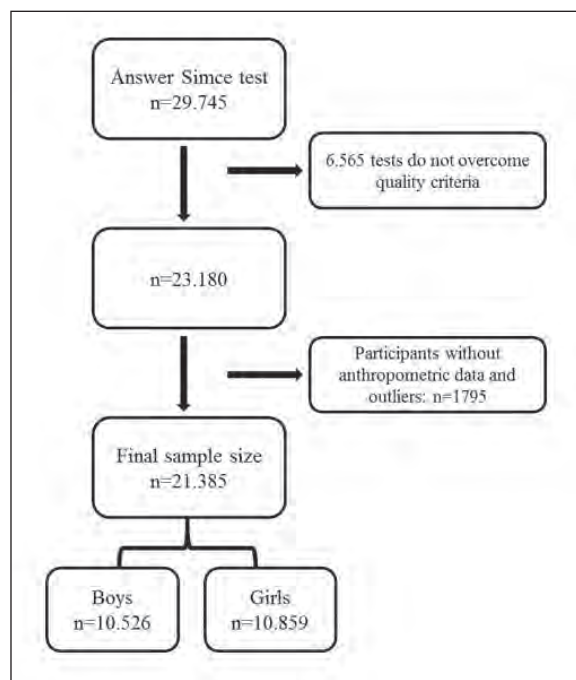 Answer Simce test
n=29.745
6.565 tests do not overcome
quality criteria
n=23.180
Participants without
anthropometric data and
outliers: n=1795
Final sample size
n=21.385
Boys
n=10.526
Girls
n=10.859